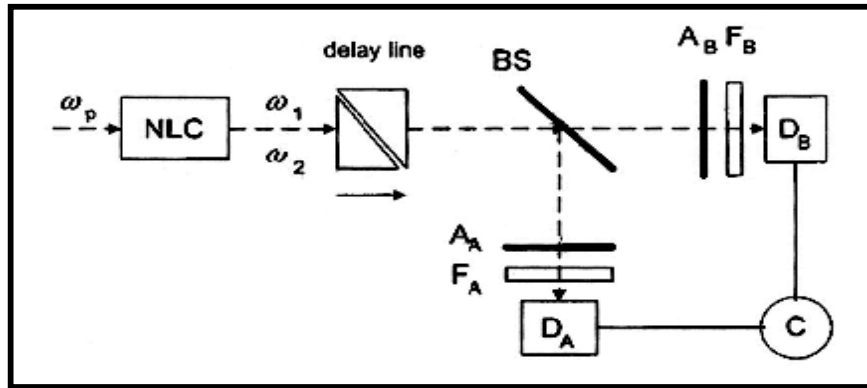 delay line
BS
A_B F_B
ω_p
NLC
ω_1
ω_2
D_B
A_A
F_A
D_A
C